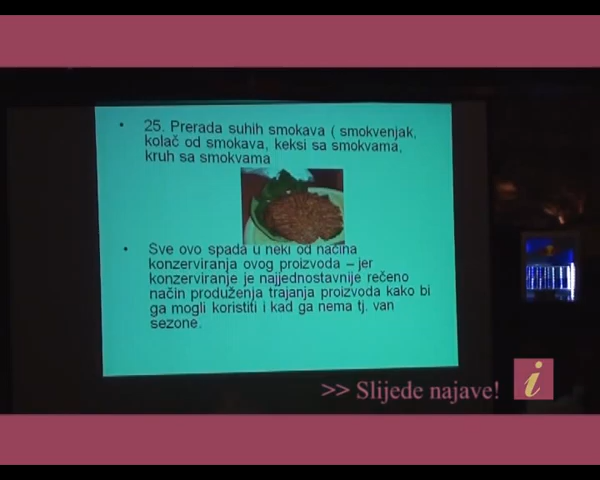 • 25. Prerada suhih smokava ( smokvenjak,
kolač od smokava, keksi sa smokvama,
kruh sa smokvama
• Sve ovo spada u neki od načina
konzerviranja ovog proizvoda – jer
konzerviranje je najjednostavnije rečeno
način produženja trajanja proizvoda kako bi
ga mogli koristiti i kad ga nema tj. van
sezone.
>> Slijede najave!
i